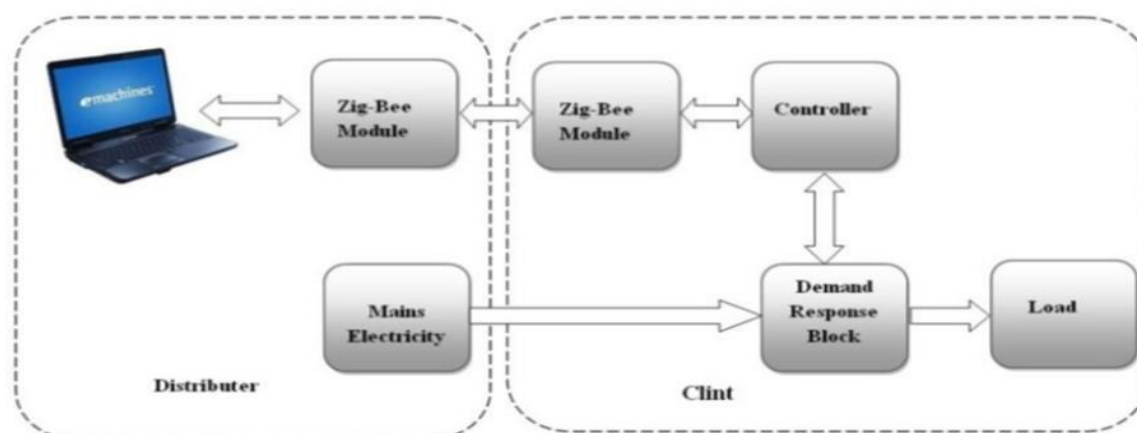 emachines
Zig-Bee
Module
Zig-Bee
Module
Controller
Mains
Electricity
Demand
Response
Block
Load
Distributer
Clint